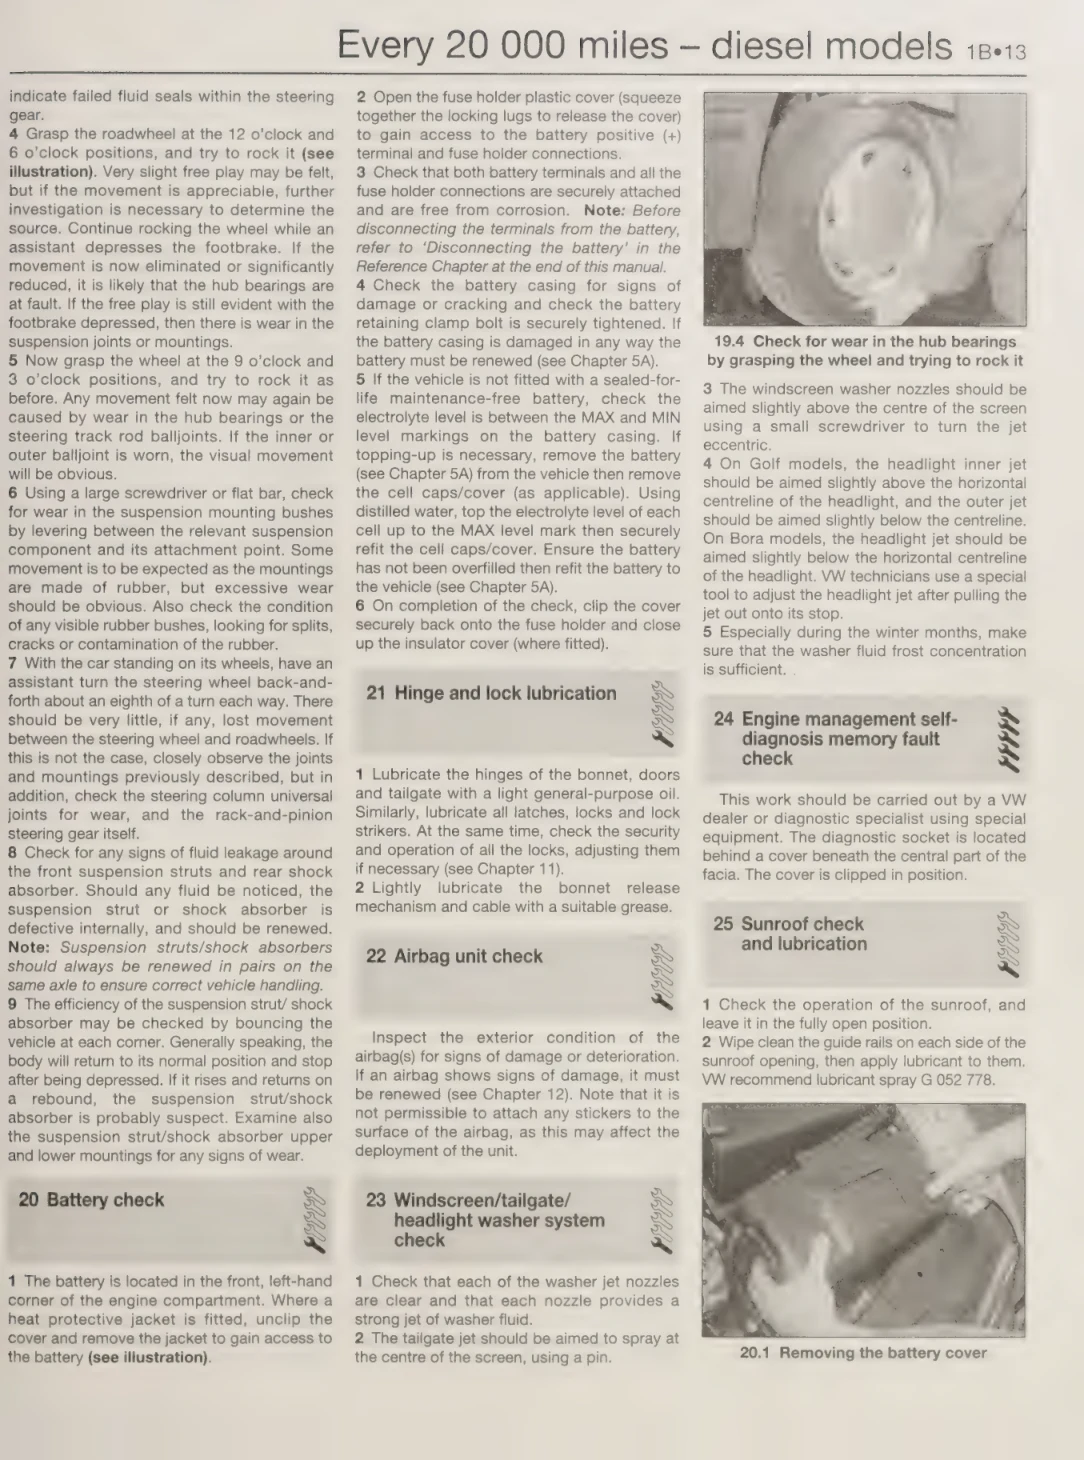 Every 20 000 miles – diesel models 1B•13
indicate failed fluid seals within the steering
gear.
4 Grasp the roadwheel at the 12 o'clock and
6 o'clock positions, and try to rock it (see
illustration). Very slight free play may be felt,
but if the movement is appreciable, further
investigation is necessary to determine the
source. Continue rocking the wheel while an
assistant depresses the footbrake. If the
movement is now eliminated or significantly
reduced, it is likely that the hub bearings are
at fault. If the free play is still evident with the
footbrake depressed, then there is wear in the
suspension joints or mountings.
5 Now grasp the wheel at the 9 o'clock and
3 o'clock positions, and try to rock it as
before. Any movement felt now may again be
caused by wear in the hub bearings or the
steering track rod balljoints. If the inner or
outer balljoint is worn, the visual movement
will be obvious.
6 Using a large screwdriver or flat bar, check
for wear in the suspension mounting bushes
by levering between the relevant suspension
component and its attachment point. Some
movement is to be expected as the mountings
are made of rubber, but excessive wear
should be obvious. Also check the condition
of any visible rubber bushes, looking for splits,
cracks or contamination of the rubber.
7 With the car standing on its wheels, have an
assistant turn the steering wheel back-and-
forth about an eighth of a turn each way. There
should be very little, if any, lost movement
between the steering wheel and roadwheels. If
this is not the case, closely observe the joints
and mountings previously described, but in
addition, check the steering column universal
joints for wear, and the rack-and-pinion
steering gear itself.
8 Check for any signs of fluid leakage around
the front suspension struts and rear shock
absorber. Should any fluid be noticed, the
suspension strut or shock absorber is
defective internally, and should be renewed.
Note: Suspension struts/shock absorbers
should always be renewed in pairs on the
same axle to ensure correct vehicle handling.
9 The efficiency of the suspension strut/ shock
absorber may be checked by bouncing the
vehicle at each corner. Generally speaking, the
body will return to its normal position and stop
after being depressed. If it rises and returns on
a rebound, the suspension strut/shock
absorber is probably suspect. Examine also
the suspension strut/shock absorber upper
and lower mountings for any signs of wear.
20 Battery check
1 The battery is located in the front, left-hand
corner of the engine compartment. Where a
heat protective jacket is fitted, unclip the
cover and remove the jacket to gain access to
the battery (see illustration).
2 Open the fuse holder plastic cover (squeeze
together the locking lugs to release the cover)
to gain access to the battery positive (+)
terminal and fuse holder connections.
3 Check that both battery terminals and all the
fuse holder connections are securely attached
and are free from corrosion. Note: Before
disconnecting the terminals from the battery,
refer to 'Disconnecting the battery' in the
Reference Chapter at the end of this manual.
4 Check the battery casing for signs of
damage or cracking and check the battery
retaining clamp bolt is securely tightened. If
the battery casing is damaged in any way the
battery must be renewed (see Chapter 5A).
5 If the vehicle is not fitted with a sealed-for-
life maintenance-free battery, check the
electrolyte level is between the MAX and MIN
level markings on the battery casing. If
topping-up is necessary, remove the battery
(see Chapter 5A) from the vehicle then remove
the cell caps/cover (as applicable). Using
distilled water, top the electrolyte level of each
cell up to the MAX level mark then securely
refit the cell caps/cover. Ensure the battery
has not been overfilled then refit the battery to
the vehicle (see Chapter 5A).
6 On completion of the check, clip the cover
securely back onto the fuse holder and close
up the insulator cover (where fitted).
21 Hinge and lock lubrication
1 Lubricate the hinges of the bonnet, doors
and tailgate with a light general-purpose oil.
Similarly, lubricate all latches, locks and lock
strikers. At the same time, check the security
and operation of all the locks, adjusting them
if necessary (see Chapter 11).
2 Lightly lubricate the bonnet release
mechanism and cable with a suitable grease.
22 Airbag unit check
Inspect the exterior condition of the
airbag(s) for signs of damage or deterioration.
If an airbag shows signs of damage, it must
be renewed (see Chapter 12). Note that it is
not permissible to attach any stickers to the
surface of the airbag, as this may affect the
deployment of the unit.
23 Windscreen/tailgate/
headlight washer system
check
1 Check that each of the washer jet nozzles
are clear and that each nozzle provides a
strong jet of washer fluid.
2 The tailgate jet should be aimed to spray at
the centre of the screen, using a pin.
19.4 Check for wear in the hub bearings
by grasping the wheel and trying to rock it
3 The windscreen washer nozzles should be
aimed slightly above the centre of the screen
using a small screwdriver to turn the jet
eccentric.
4 On Golf models, the headlight inner jet
should be aimed slightly above the horizontal
centreline of the headlight, and the outer jet
should be aimed slightly below the centreline.
On Bora models, the headlight jet should be
aimed slightly below the horizontal centreline
of the headlight. VW technicians use a special
tool to adjust the headlight jet after pulling the
jet out onto its stop.
5 Especially during the winter months, make
sure that the washer fluid frost concentration
is sufficient.
24 Engine management self-
diagnosis memory fault
check
This work should be carried out by a VW
dealer or diagnostic specialist using special
equipment. The diagnostic socket is located
behind a cover beneath the central part of the
facia. The cover is clipped in position.
25 Sunroof check
and lubrication
1 Check the operation of the sunroof, and
leave it in the fully open position.
2 Wipe clean the guide rails on each side of the
sunroof opening, then apply lubricant to them.
VW recommend lubricant spray G 052 778.
20.1 Removing the battery cover